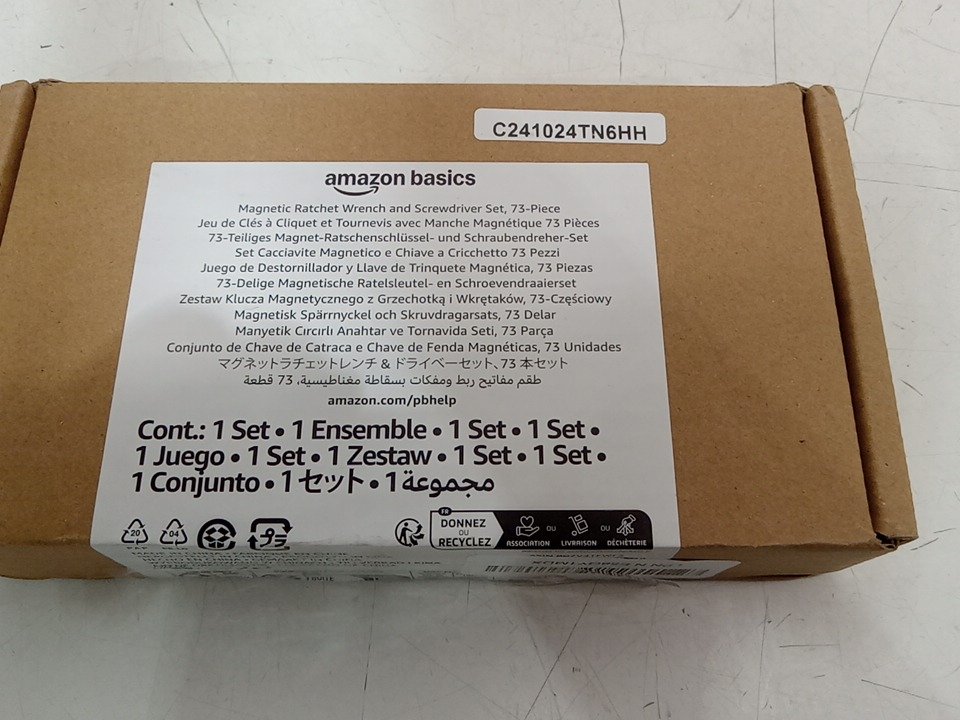 C241024TN6HH
amazon basics
Magnetic Ratchet Wrench and Screwdriver Set, 73-Piece
Jeu de Clés à Cliquet et Tournevis avec Manche Magnétique 73 Pièces
73-Teiliges Magnet-Ratschenschlüssel- und Schraubendreher-Set
Set Cacciavite Magnetico e Chiave a Cricchetto 73 Pezzi
Juego de Destornillador y Llave de Trinquete Magnética, 73 Piezas
73-Delige Magnetische Ratelsleutel- en Schroevendraaierset
Zestaw Klucza Magnetycznego z Grzechotką i Wkrętaków, 73-Częściowy
Magnetisk Spärrnyckel och Skruvdragarsats, 73 Delar
Manyetik Cırcırlı Anahtar ve Tornavida Seti, 73 Parça
Conjunto de Chave de Catraca e Chave de Fenda Magnéticas, 73 Unidades
マグネットラチェットレンチ & ドライベーセット、73 本セット
طقم مفاتيح ربط ومفكات بسقاطة مغناطيسية، 73 قطعة
amazon.com/pbhelp
Cont.: 1 Set • 1 Ensemble • 1 Set • 1 Set •
1 Juego • 1 Set • 1 Zestaw • 1 Set • 1 Set •
1 Conjunto • 1 セット • 1 مجموعة
20
PAP
04
FR
DONNEZ
OU
RECYCLEZ
ASSOCIATION
OU
LIVRAISON
OU
DÉCHÈTERIE